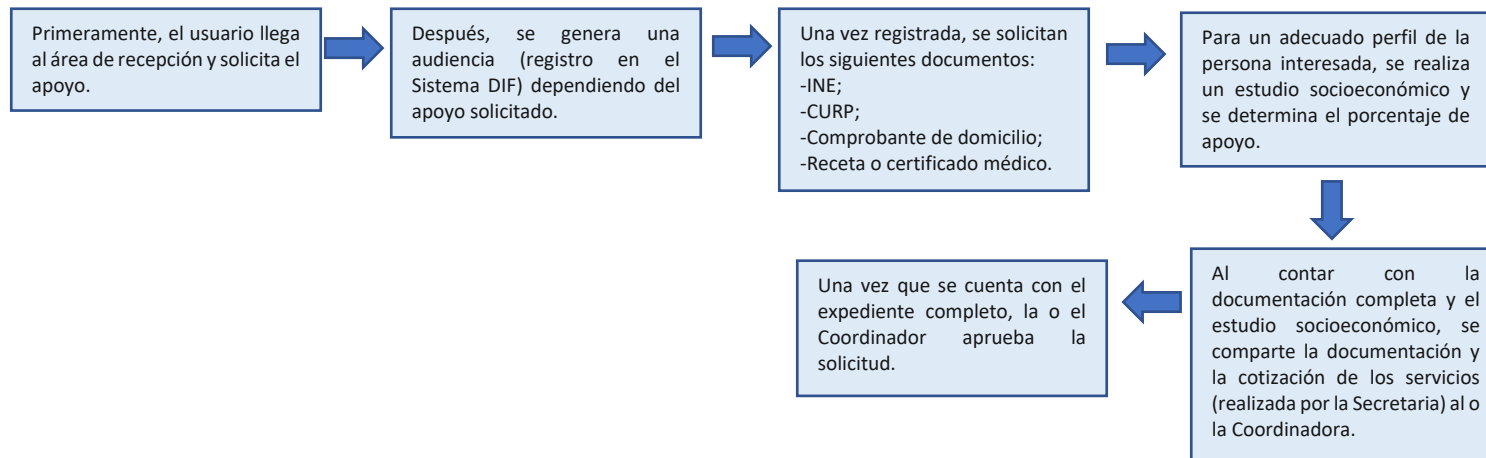 Primeramente, el usuario llega
al área de recepción y solicita el
apoyo.
Después, se genera una
audiencia (registro en el
Sistema DIF) dependiendo del
apoyo solicitado.
Una vez registrada, se solicitan
los siguientes documentos:
-INE;
-CURP;
-Comprobante de domicilio;
-Receta o certificado médico.
Para un adecuado perfil de la
persona interesada, se realiza
un estudio socioeconómico y
se determina el porcentaje de
apoyo.
Al contar con la
documentación completa y el
estudio socioeconómico, se
comparte la documentación y
la cotización de los servicios
(realizada por la Secretaria) al o
la Coordinadora.
Una vez que se cuenta con el
expediente completo, la o el
Coordinador aprueba la
solicitud.